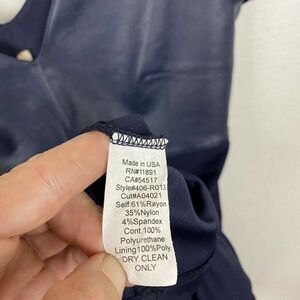 Made in USA
RN#11891
CA#54517
Style#406-R013
Cut#A04021
Self:61%Rayon
35%Nylon
4%Spandex
Cont.100%
Polyurethane
Lining100%Poly.
DRY CLEAN
ONLY